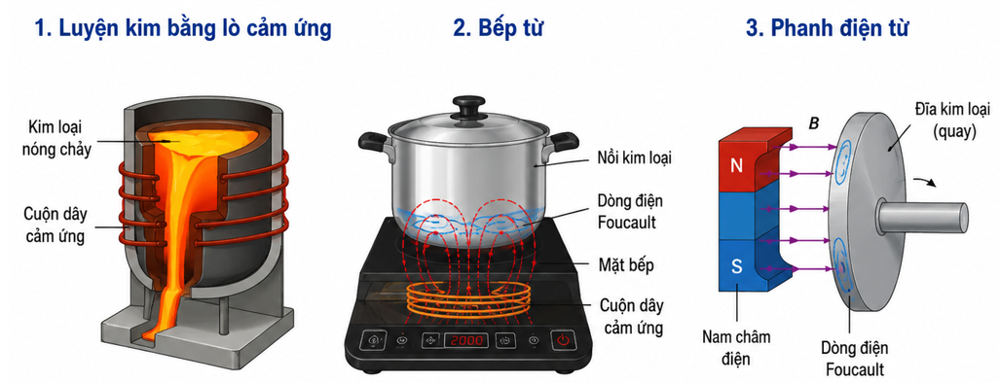 1. Luyện kim bằng lò cảm ứng
Kim loại
nóng chảy
Cuộn dây
cảm ứng
2. Bếp từ
Nồi kim loại
Dòng điện
Foucault
Mặt bếp
Cuộn dây
cảm ứng
2000
3. Phanh điện từ
B
Đĩa kim loại
(quay)
N
S
Nam châm
điện
Dòng điện
Foucault